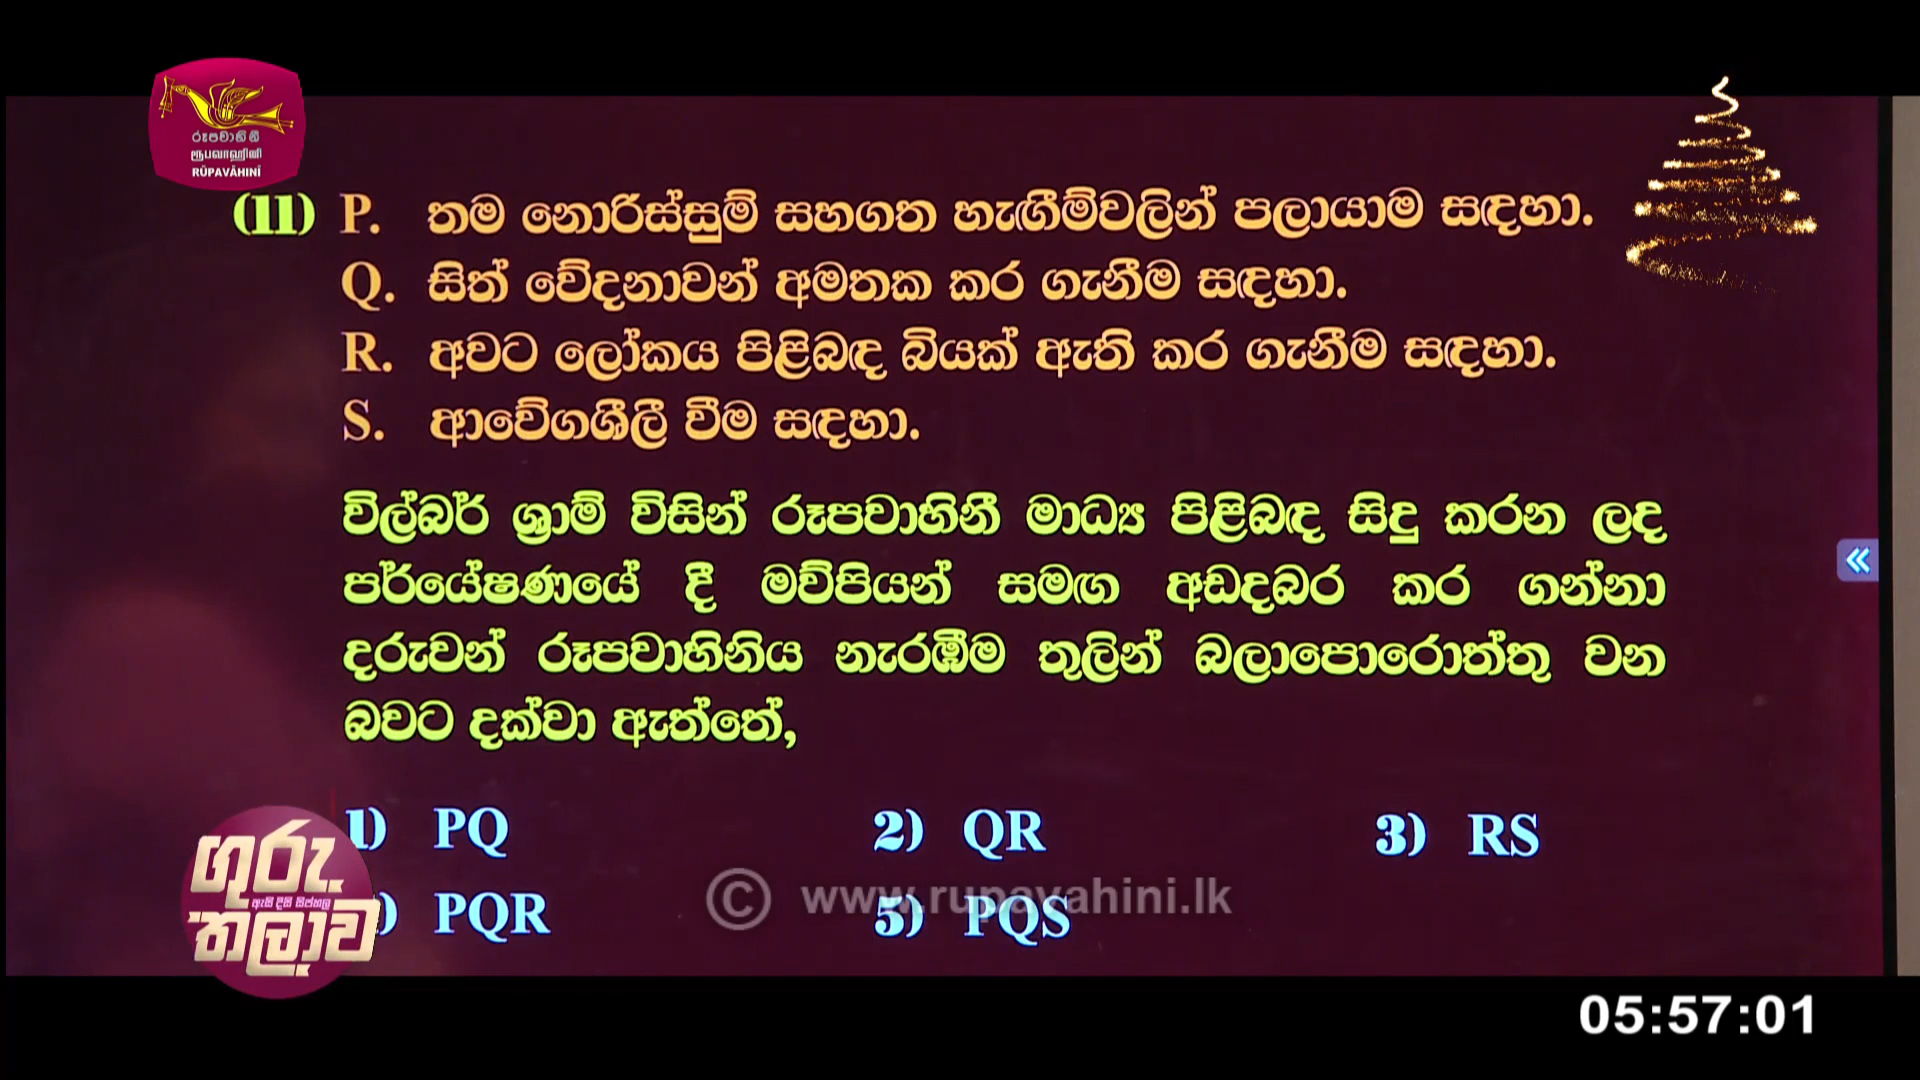 රූපවාහිනී
ரூபவாஹினி
RŪPAVĀHINĪ
(11) P. තම නොරිස්සුම් සහගත හැඟීම්වලින් පලායාම සඳහා.
Q. සිත් වේදනාවන් අමතක කර ගැනීම සඳහා.
R. අවට ලෝකය පිළිබඳ බියක් ඇති කර ගැනීම සඳහා.
S. ආවේගශීලී වීම සඳහා.
විල්බර් ශ්‍රාම් විසින් රූපවාහිනී මාධ්‍ය පිළිබඳ සිදු කරන ලද
පර්යේෂණයේ දී මව්පියන් සමඟ අඩදබර කර ගන්නා
දරුවන් රූපවාහිනිය නැරඹීම තුලින් බලාපොරොත්තු වන
බවට දක්වා ඇත්තේ,
1) PQ 2) QR 3) RS
) PQR 5) PQS
© www.rupavahini.lk
ගුරු
ඇසි දිසි සිප්හල
තලාව
05:57:01